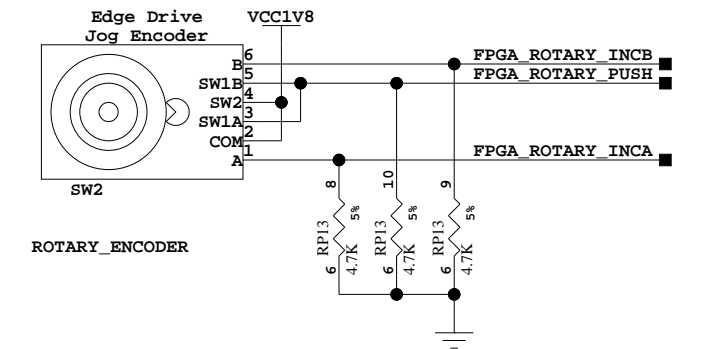 Edge Drive
Jog Encoder
VCC1V8
B 6 FPGA_ROTARY_INCB
SW1B 5 FPGA_ROTARY_PUSH
SW2 4
SW1A 3
COM 2
A 1 FPGA_ROTARY_INCA
SW2
8 10 9
5% 5% 5%
RP13 RP13 RP13
4.7K 4.7K 4.7K
6 6 6
ROTARY_ENCODER